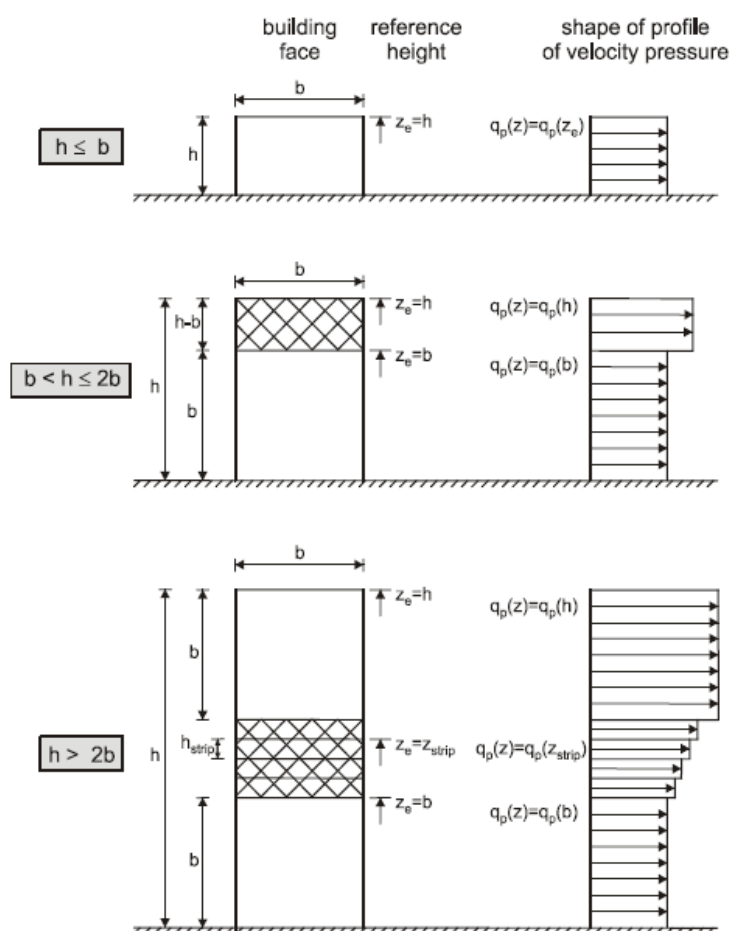 building face
reference height
shape of profile of velocity pressure
h ≤ b
b
h
z_e=h
q_p(z)=q_p(z_e)
b < h ≤ 2b
b
h
h-b
b
z_e=h
z_e=b
q_p(z)=q_p(h)
q_p(z)=q_p(b)
h > 2b
b
h
b
h_strip
b
z_e=h
z_e=z_strip
z_e=b
q_p(z)=q_p(h)
q_p(z)=q_p(z_strip)
q_p(z)=q_p(b)